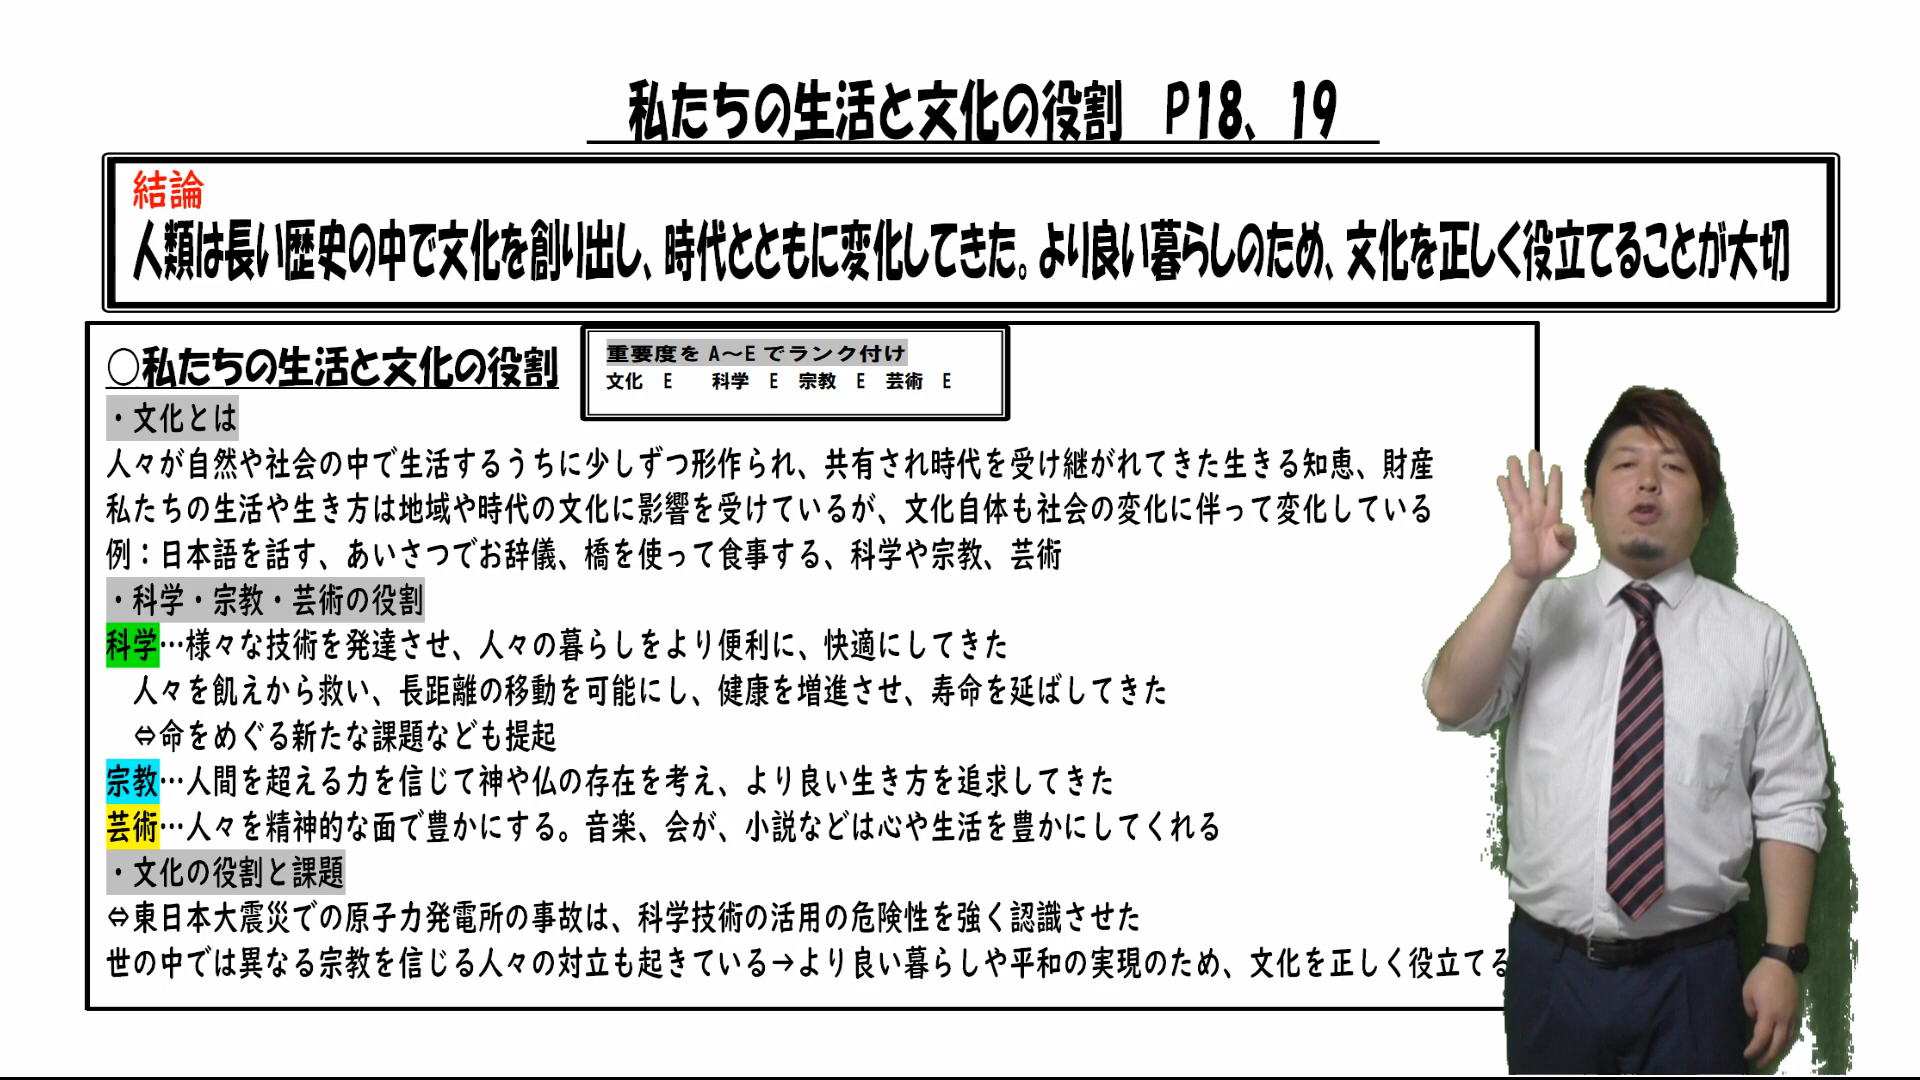 私たちの生活と文化の役割　P18、19
結論
人類は長い歴史の中で文化を創り出し、時代とともに変化してきた。より良い暮らしのため、文化を正しく役立てることが大切
○私たちの生活と文化の役割
重要度を A～E でランク付け
文化　E　　科学　E　宗教　E　芸術　E
・文化とは
人々が自然や社会の中で生活するうちに少しずつ形作られ、共有され時代を受け継がれてきた生きる知恵、財産
私たちの生活や生き方は地域や時代の文化に影響を受けているが、文化自体も社会の変化に伴って変化している
例：日本語を話す、あいさつでお辞儀、橋を使って食事する、科学や宗教、芸術
・科学・宗教・芸術の役割
科学…様々な技術を発達させ、人々の暮らしをより便利に、快適にしてきた
人々を飢えから救い、長距離の移動を可能にし、健康を増進させ、寿命を延ばしてきた
⇔命をめぐる新たな課題なども提起
宗教…人間を超える力を信じて神や仏の存在を考え、より良い生き方を追求してきた
芸術…人々を精神的な面で豊かにする。音楽、会が、小説などは心や生活を豊かにしてくれる
・文化の役割と課題
⇔東日本大震災での原子力発電所の事故は、科学技術の活用の危険性を強く認識させた
世の中では異なる宗教を信じる人々の対立も起きている→より良い暮らしや平和の実現のため、文化を正しく役立てる